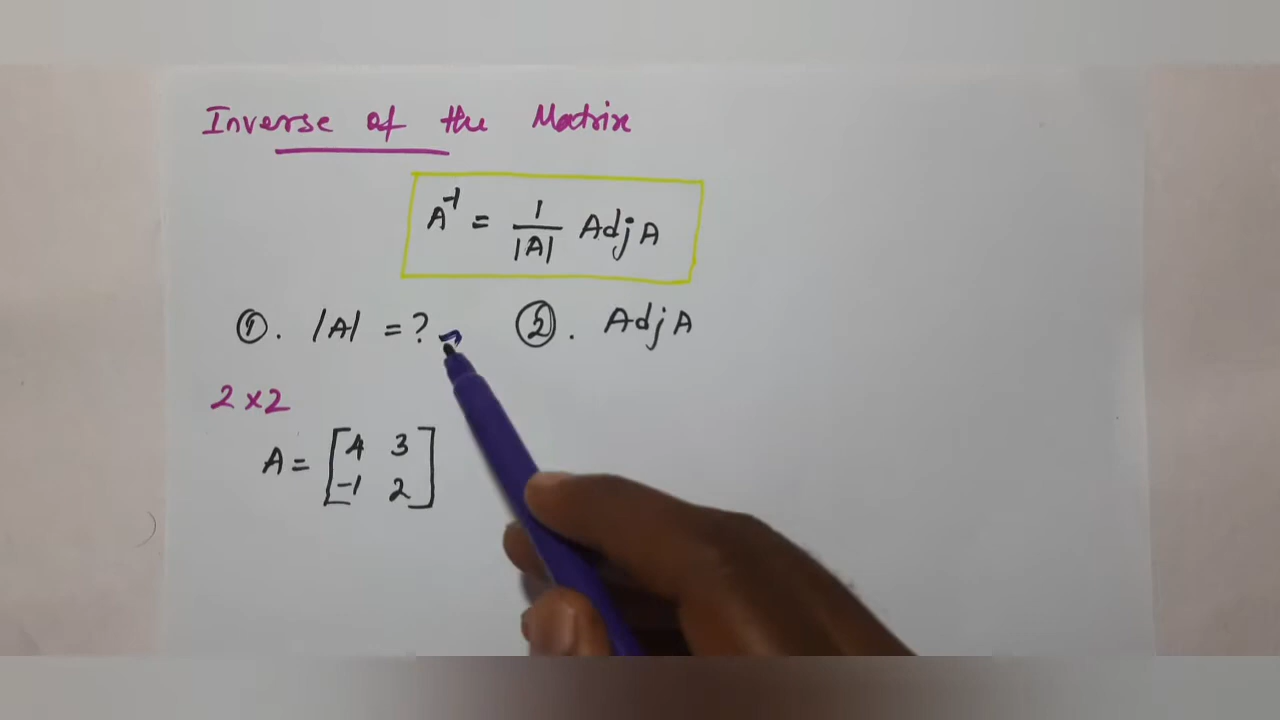 Inverse of the Matrix
A⁻¹ = 1/|A| Adj A
①. |A| = ? → ②. Adj A
2×2
A = [4 3
-1 2]